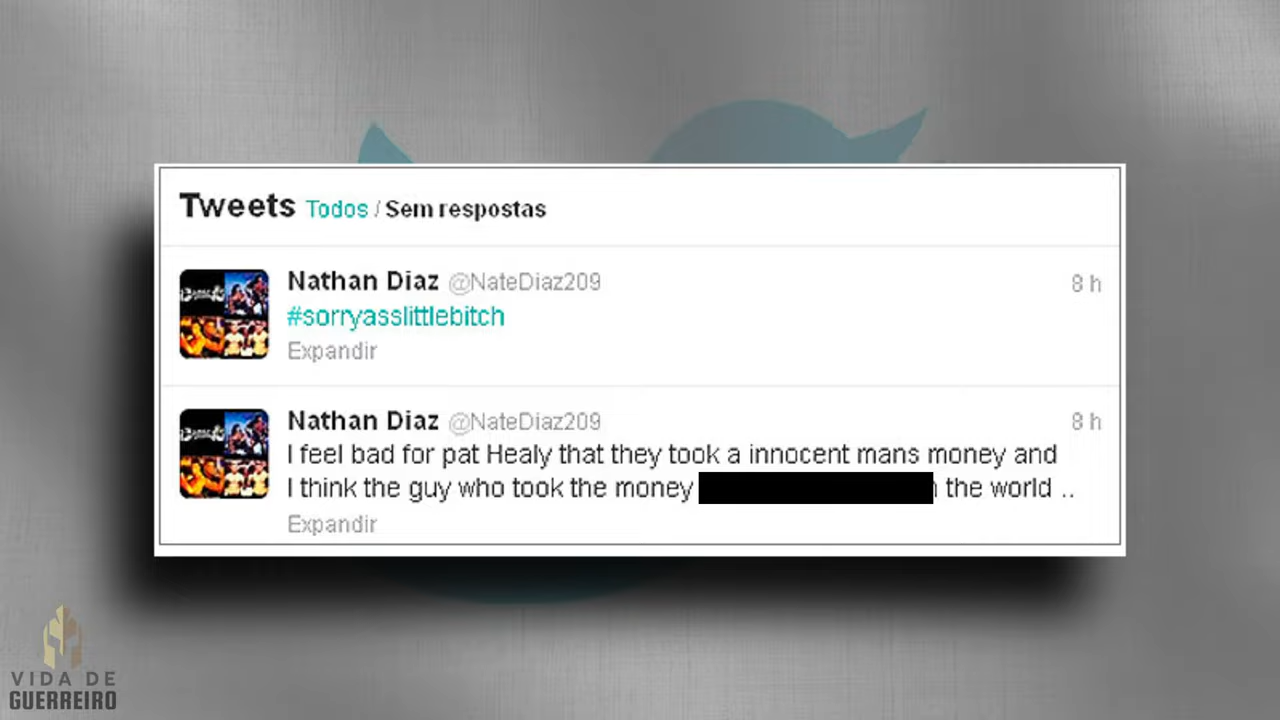 Tweets Todos / Sem respostas
Nathan Diaz @NateDiaz209 8 h
#sorryasslittlebitch
Expandir
Nathan Diaz @NateDiaz209 8 h
I feel bad for pat Healy that they took a innocent mans money and
I think the guy who took the money the world ..
Expandir
VIDA DE
GUERREIRO